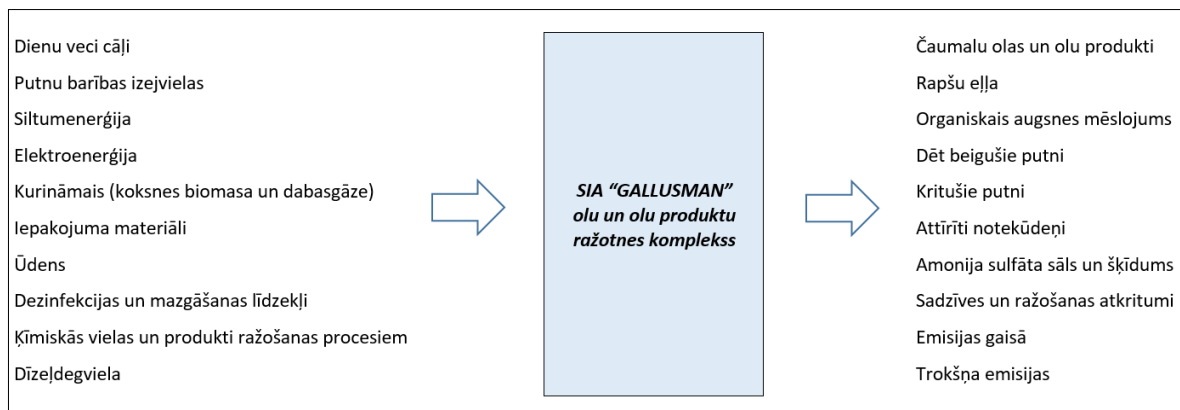 Dienu veci cāļi
Putnu barības izejvielas
Siltumenerģija
Elektroenerģija
Kurināmais (koksnes biomasa un dabasgāze)
Iepakojuma materiāli
Ūdens
Dezinfekcijas un mazgāšanas līdzekļi
Ķīmiskās vielas un produkti ražošanas procesiem
Dīzeļdegviela
SIA “GALLUSMAN”
olu un olu produktu
ražotnes komplekss
Čaumalu olas un olu produkti
Rapšu eļļa
Organiskais augsnes mēslojums
Dēt beigušie putni
Kritušie putni
Attīrīti notekūdeņi
Amonija sulfāta sāls un šķīdums
Sadzīves un ražošanas atkritumi
Emisijas gaisā
Trokšņa emisijas